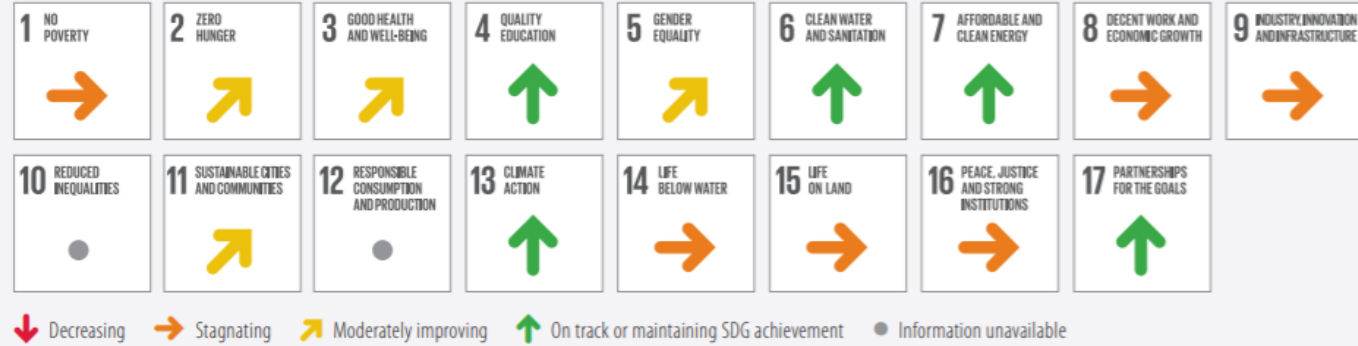 1 NO
POVERTY
2 ZERO
HUNGER
3 GOOD HEALTH
AND WELL-BEING
4 QUALITY
EDUCATION
5 GENDER
EQUALITY
6 CLEAN WATER
AND SANITATION
7 AFFORDABLE AND
CLEAN ENERGY
8 DECENT WORK AND
ECONOMIC GROWTH
9 INDUSTRY, INNOVATION
AND INFRASTRUCTURE
10 REDUCED
INEQUALITIES
11 SUSTAINABLE CITIES
AND COMMUNITIES
12 RESPONSIBLE
CONSUMPTION
AND PRODUCTION
13 CLIMATE
ACTION
14 LIFE
BELOW WATER
15 LIFE
ON LAND
16 PEACE, JUSTICE
AND STRONG
INSTITUTIONS
17 PARTNERSHIPS
FOR THE GOALS
Decreasing Stagnating Moderately improving On track or maintaining SDG achievement Information unavailable